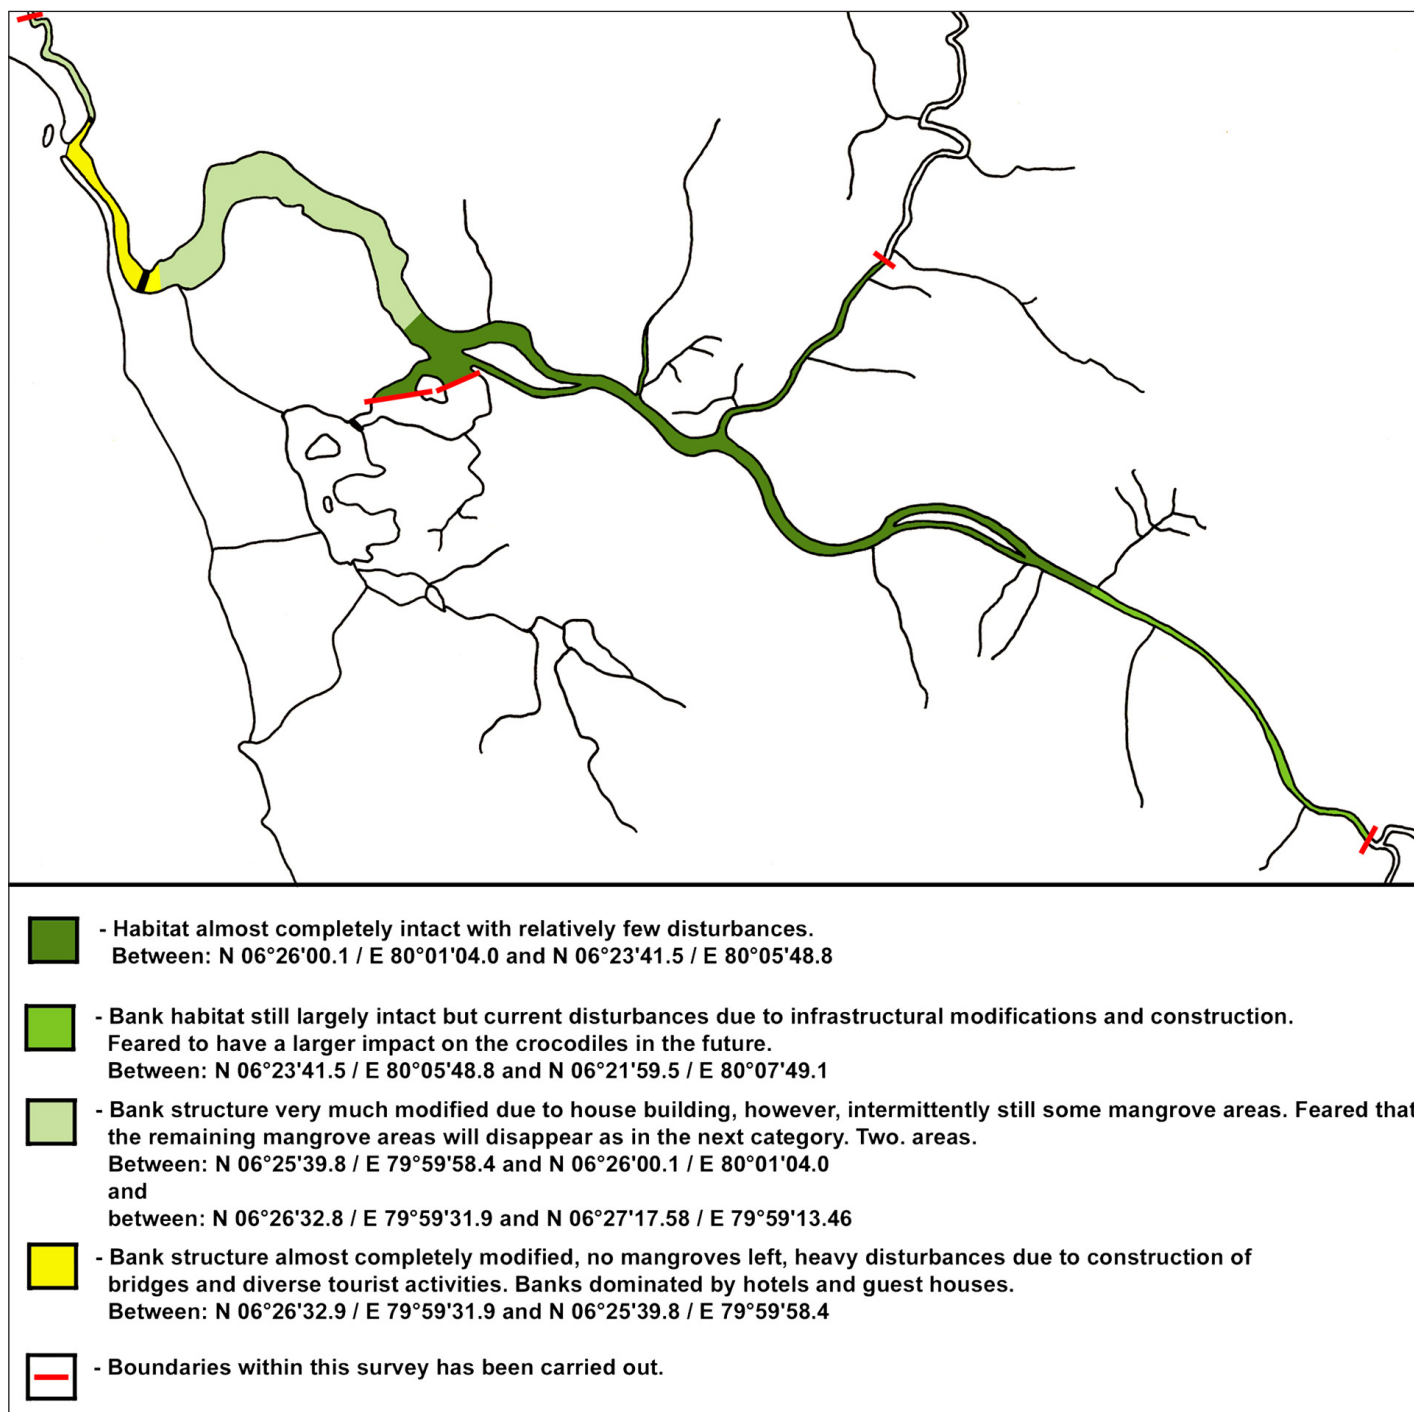 - Habitat almost completely intact with relatively few disturbances.
Between: N 06°26'00.1 / E 80°01'04.0 and N 06°23'41.5 / E 80°05'48.8
- Bank habitat still largely intact but current disturbances due to infrastructural modifications and construction.
Feared to have a larger impact on the crocodiles in the future.
Between: N 06°23'41.5 / E 80°05'48.8 and N 06°21'59.5 / E 80°07'49.1
- Bank structure very much modified due to house building, however, intermittently still some mangrove areas. Feared that
the remaining mangrove areas will disappear as in the next category. Two. areas.
Between: N 06°25'39.8 / E 79°59'58.4 and N 06°26'00.1 / E 80°01'04.0
and
between: N 06°26'32.8 / E 79°59'31.9 and N 06°27'17.58 / E 79°59'13.46
- Bank structure almost completely modified, no mangroves left, heavy disturbances due to construction of
bridges and diverse tourist activities. Banks dominated by hotels and guest houses.
Between: N 06°26'32.9 / E 79°59'31.9 and N 06°25'39.8 / E 79°59'58.4
- Boundaries within this survey has been carried out.